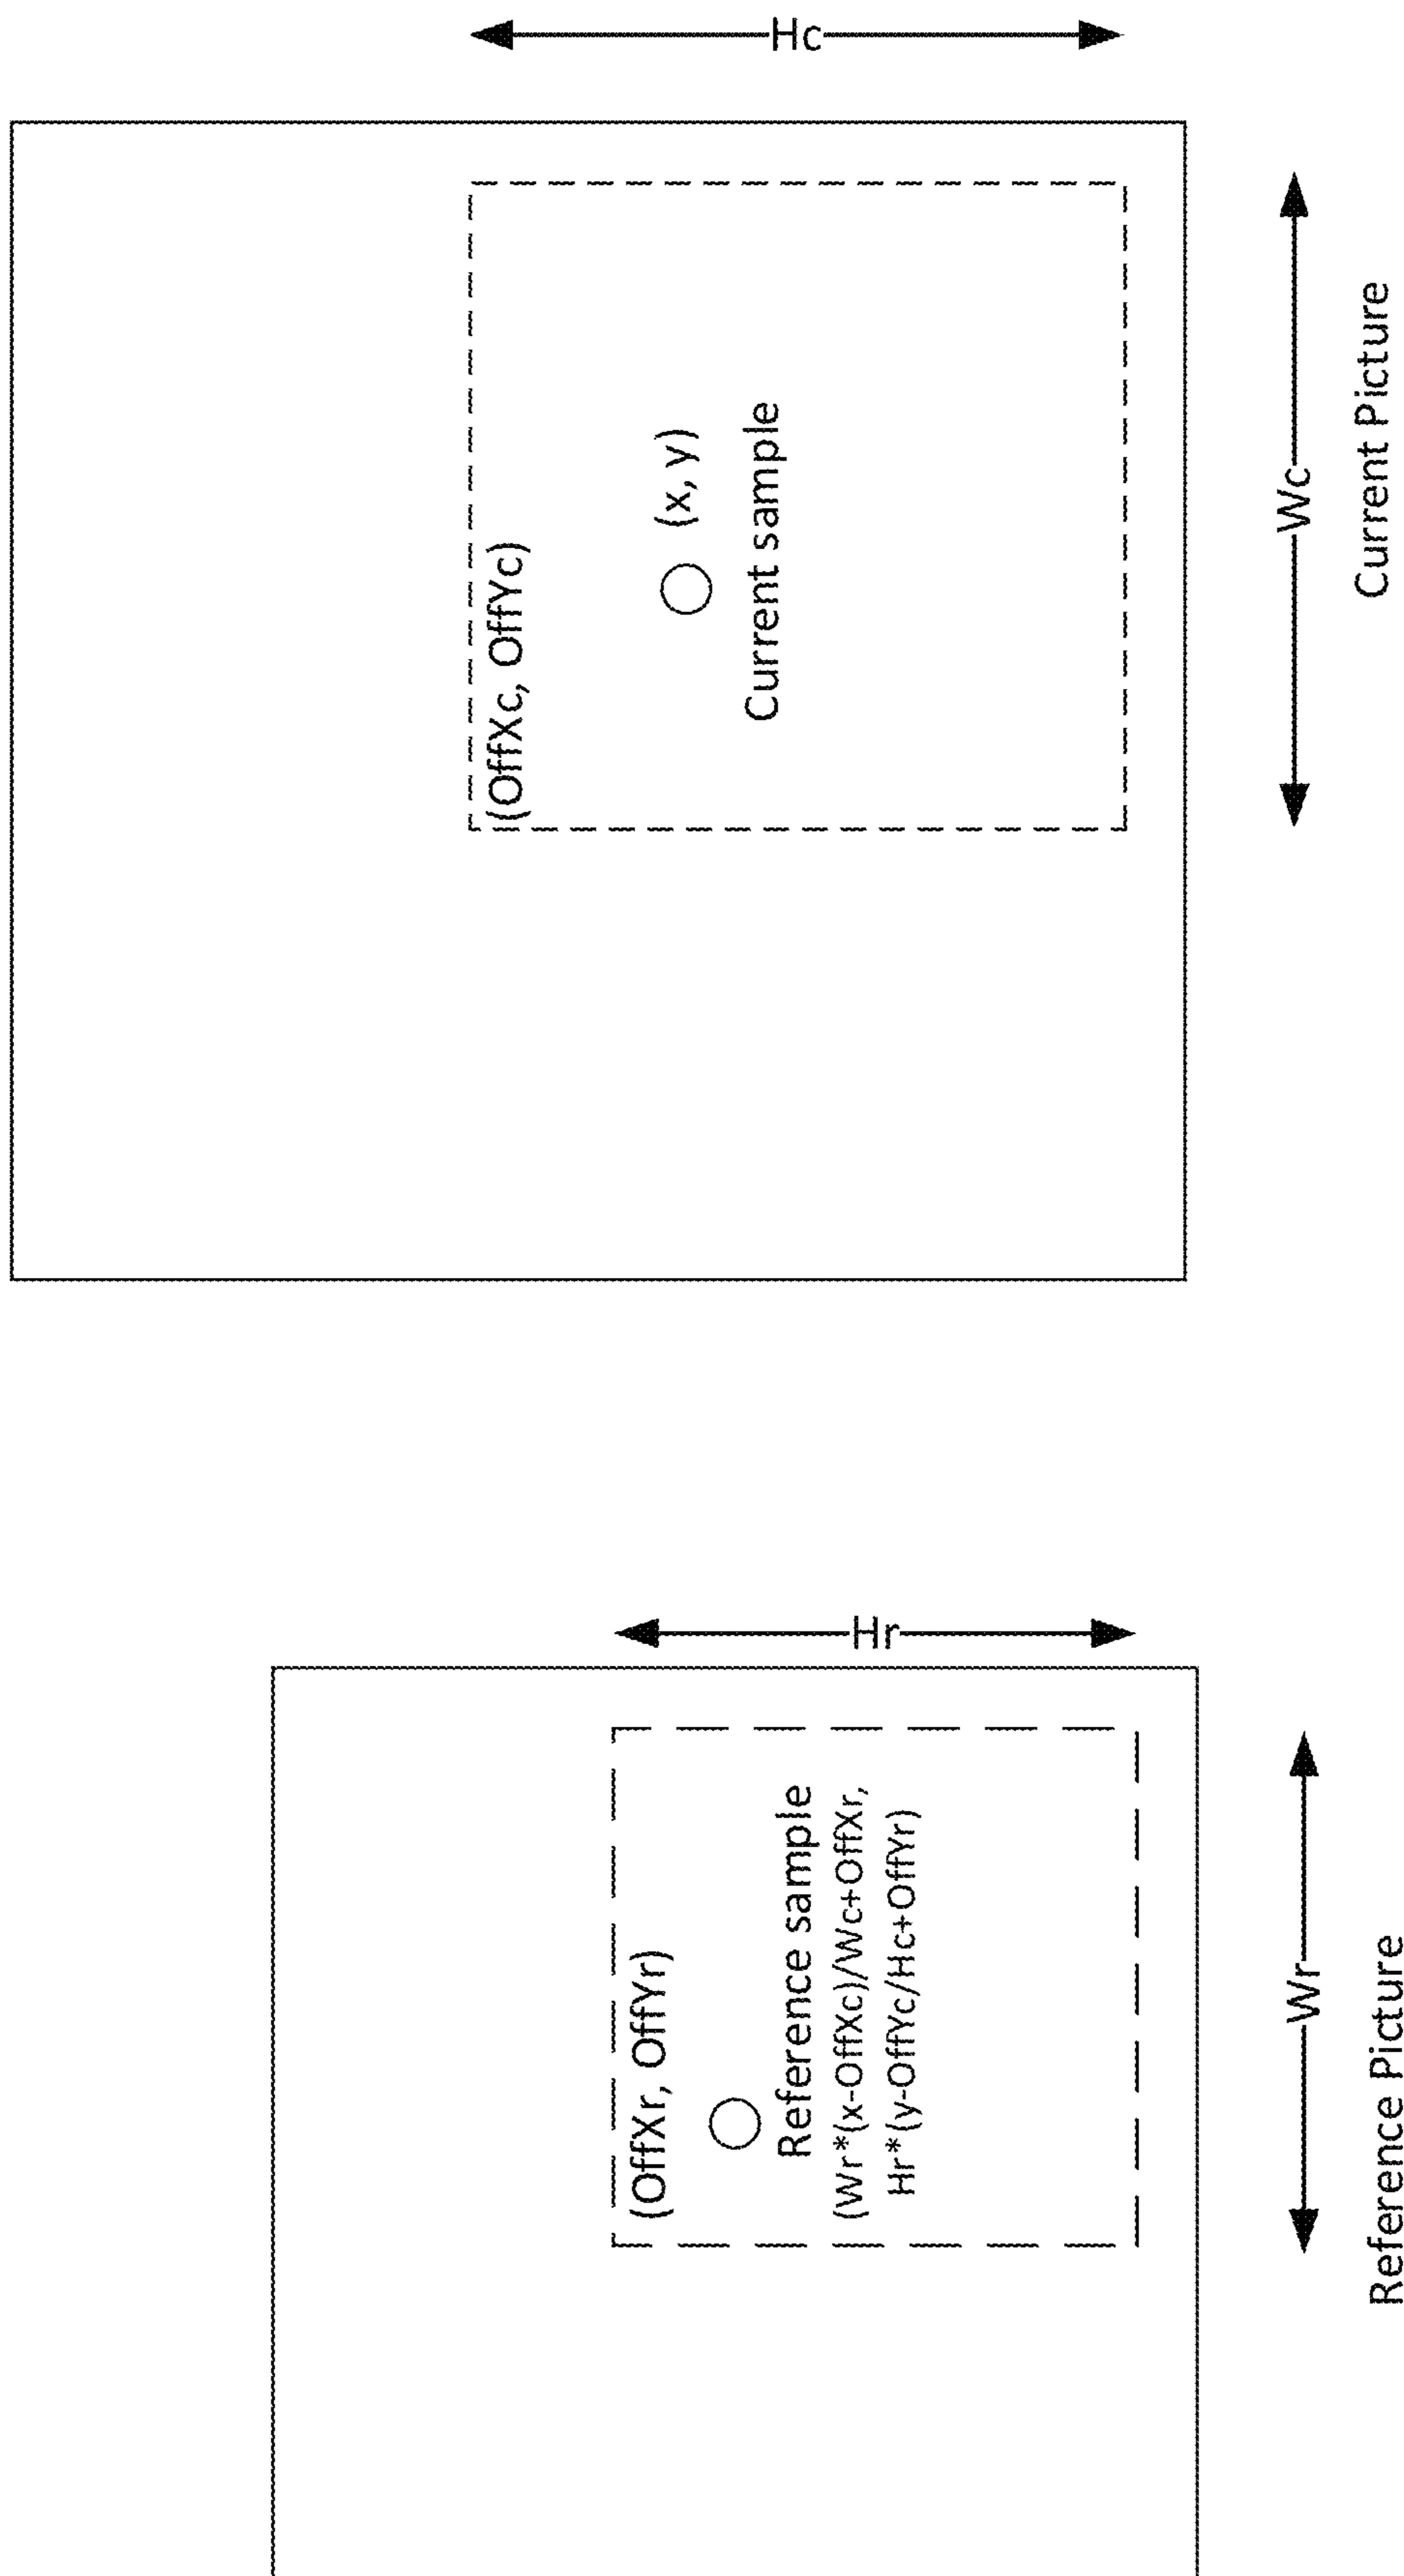 (OffXr, OffYr)
Reference sample
(Wr*(x-OffXc)/Wc+OffXr,
Hr*(y-OffYc/Hc+OffYr)
Hr
Wr
Reference Picture
(OffXc, OffYc)
(x, y)
Current sample
Hc
Wc
Current Picture